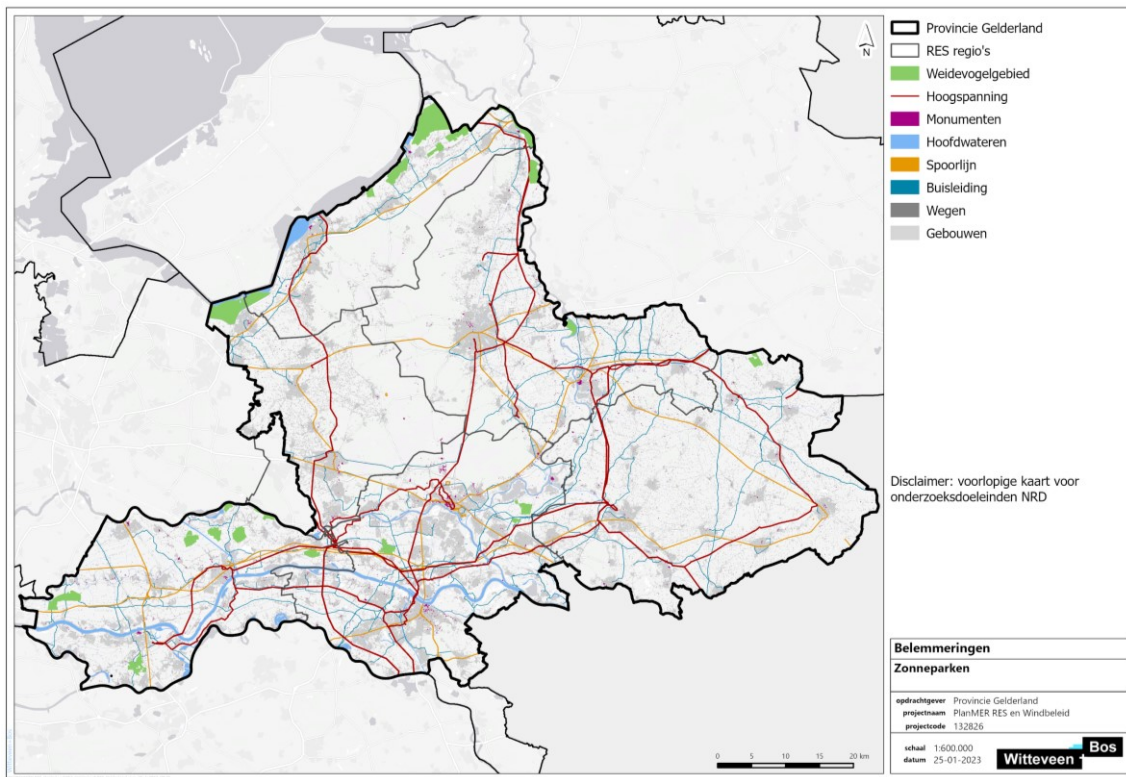 N
Provincie Gelderland
RES regio's
Weidevogelgebied
Hoogspanning
Monumenten
Hoofdwateren
Spoorlijn
Buisleiding
Wegen
Gebouwen
Disclaimer: voorlopige kaart voor
onderzoeksdoeleinden NRD
Belemmeringen
Zonneparken
opdrachtgever Provincie Gelderland
projectnaam PlanMER RES en Windbeleid
projectcode 132826
schaal 1:600.000
datum 25-01-2023
Witteveen + Bos
0 5 10 15 20 km